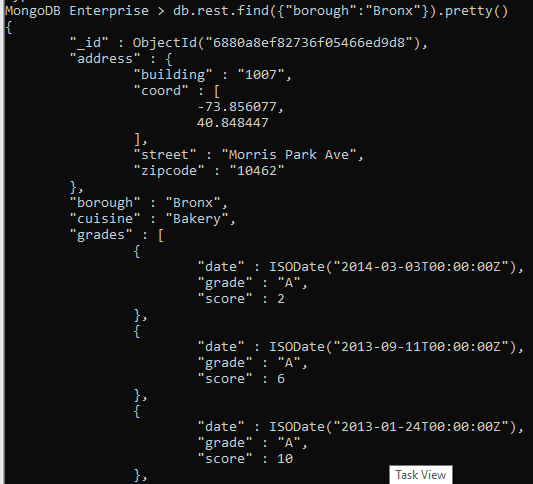 MongoDB Enterprise > db.rest.find({"borough":"Bronx"}).pretty()
{
"_id" : ObjectId("6880a8ef82736f05466ed9d8"),
"address" : {
"building" : "1007",
"coord" : [
-73.856077,
40.848447
],
"street" : "Morris Park Ave",
"zipcode" : "10462"
},
"borough" : "Bronx",
"cuisine" : "Bakery",
"grades" : [
{
"date" : ISODate("2014-03-03T00:00:00Z"),
"grade" : "A",
"score" : 2
},
{
"date" : ISODate("2013-09-11T00:00:00Z"),
"grade" : "A",
"score" : 6
},
{
"date" : ISODate("2013-01-24T00:00:00Z"),
"grade" : "A",
"score" : 10
},
Task View